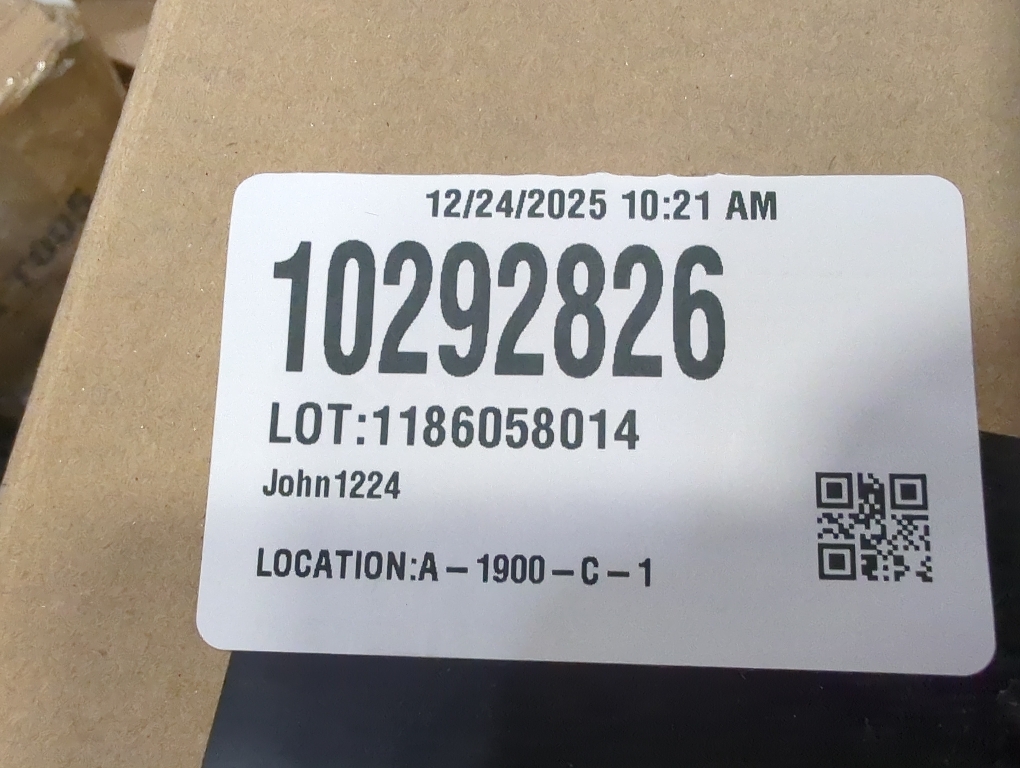 12/24/2025 10:21 AM
10292826
LOT:1186058014
John1224
LOCATION:A – 1900 – C – 1